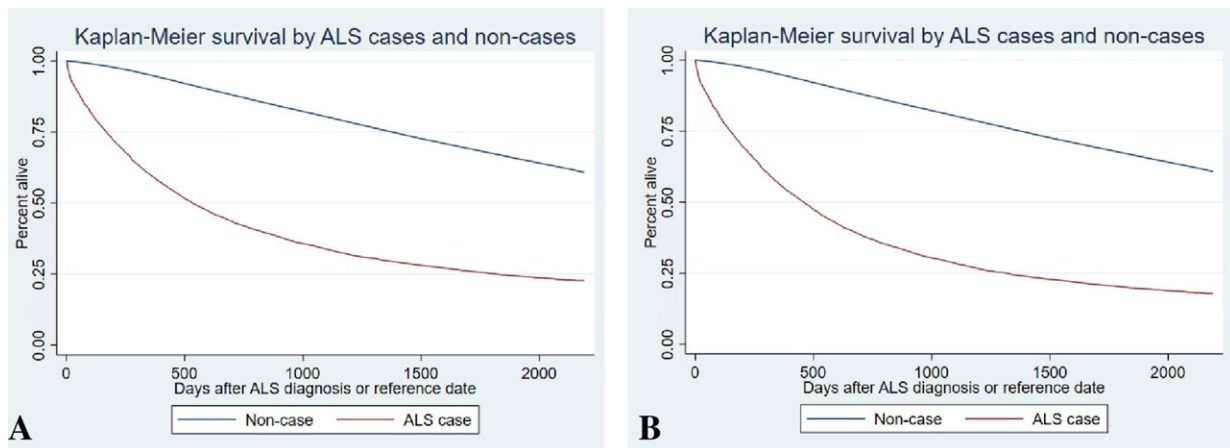 Kaplan-Meier survival by ALS cases and non-cases
Percent alive
1.00
0.75
0.50
0.25
0.00
0 500 1000 1500 2000
Days after ALS diagnosis or reference date
Non-case ALS case
A
Kaplan-Meier survival by ALS cases and non-cases
Percent alive
1.00
0.75
0.50
0.25
0.00
0 500 1000 1500 2000
Days after ALS diagnosis or reference date
Non-case ALS case
B